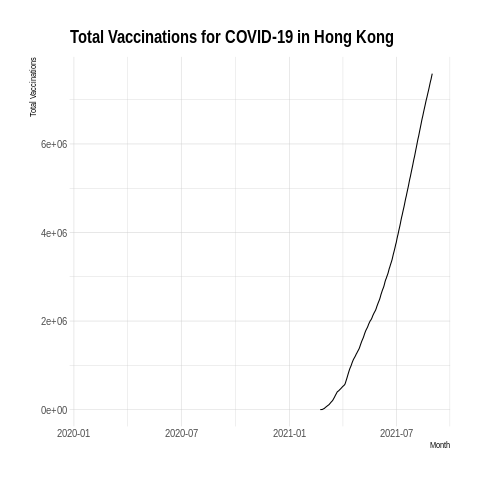 Total Vaccinations for COVID-19 in Hong Kong
Total Vaccinations
6e+06
4e+06
2e+06
0e+00
2020-01 2020-07 2021-01 2021-07
Month